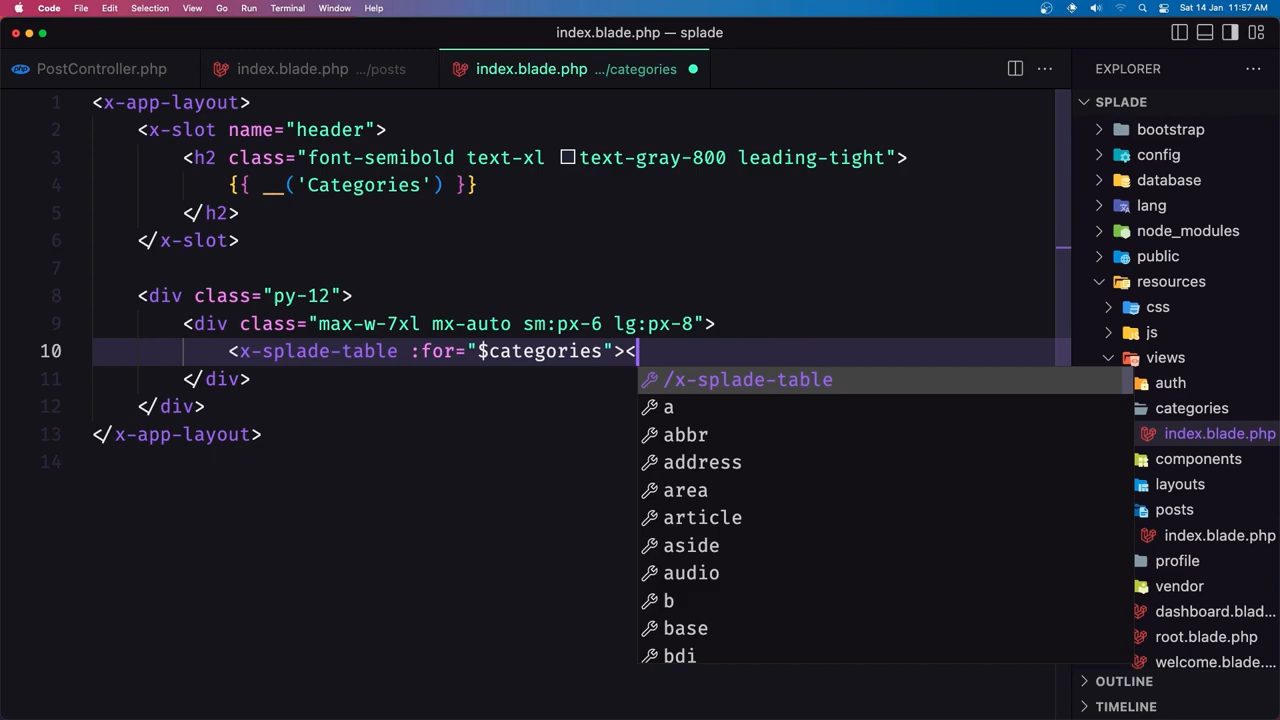 Code File Edit Selection View Go Run Terminal Window Help Sat 14 Jan 11:57 AM
index.blade.php — splade
php PostController.php index.blade.php .../posts index.blade.php .../categories ···
EXPLORER ···
1 <x-app-layout>
2 <x-slot name="header">
3 <h2 class="font-semibold text-xl text-gray-800 leading-tight">
4 {{ __('Categories') }}
5 </h2>
6 </x-slot>
7
8 <div class="py-12">
9 <div class="max-w-7xl mx-auto sm:px-6 lg:px-8">
10 <x-splade-table :for="$categories"><
11 </div>
12 </div>
13 </x-app-layout>
14
/x-splade-table
a
abbr
address
area
article
aside
audio
b
base
bdi
SPLADE
bootstrap
config
database
lang
node_modules
public
resources
css
js
views
auth
categories
index.blade.php
components
layouts
posts
index.blade.php
profile
vendor
dashboard.blad...
root.blade.php
welcome.blade....
OUTLINE
TIMELINE